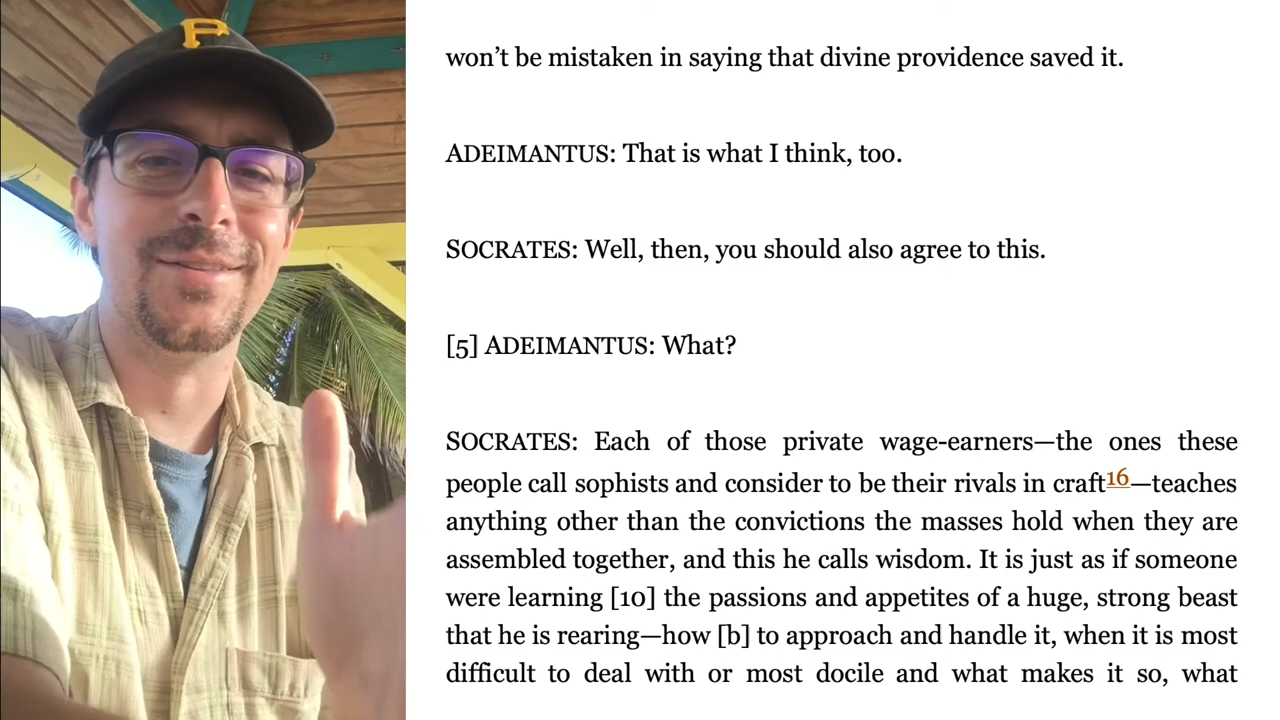 P
won’t be mistaken in saying that divine providence saved it.
ADEIMANTUS: That is what I think, too.
SOCRATES: Well, then, you should also agree to this.
[5] ADEIMANTUS: What?
SOCRATES: Each of those private wage-earners—the ones these
people call sophists and consider to be their rivals in craft16—teaches
anything other than the convictions the masses hold when they are
assembled together, and this he calls wisdom. It is just as if someone
were learning [10] the passions and appetites of a huge, strong beast
that he is rearing—how [b] to approach and handle it, when it is most
difficult to deal with or most docile and what makes it so, what